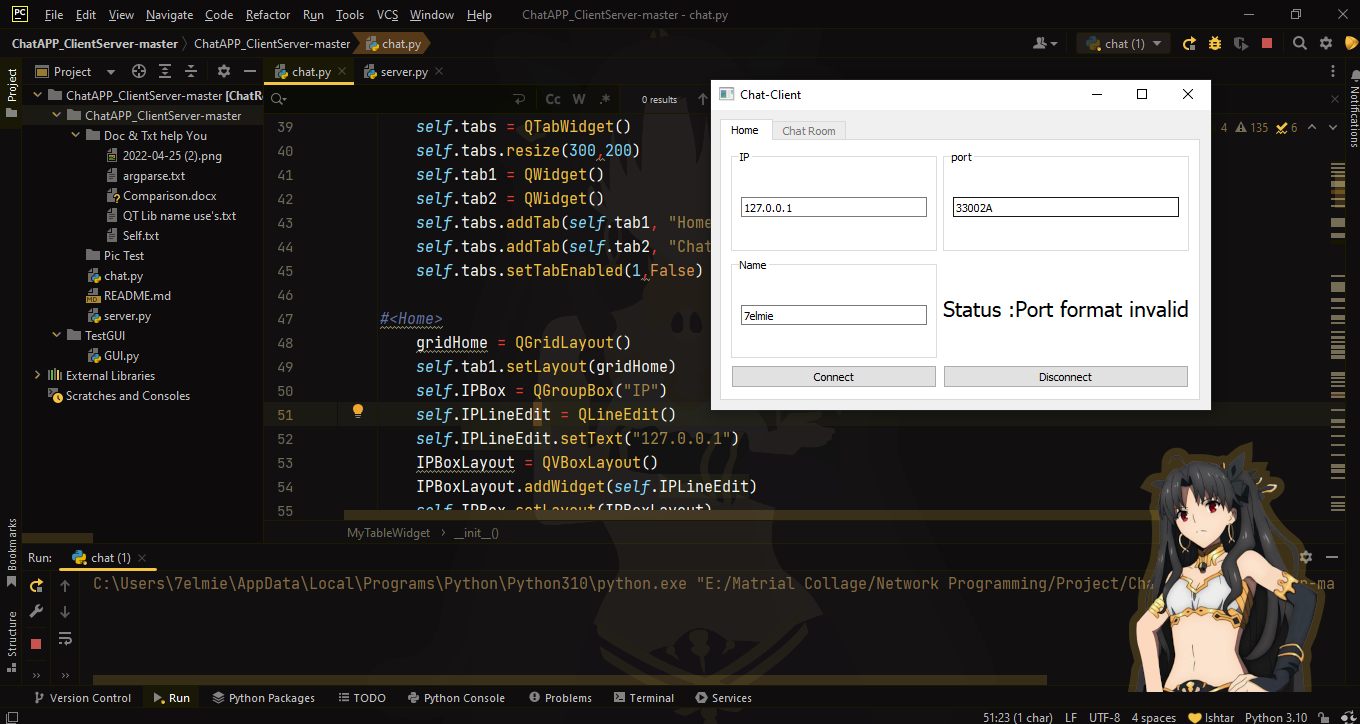 PC File Edit View Navigate Code Refactor Run Tools VCS Window Help ChatAPP_ClientServer-master - chat.py
ChatAPP_ClientServer-master ChatAPP_ClientServer-master chat.py chat (1)
Project
Project
chat.py server.py
ChatAPP_ClientServer-master [ChatR
ChatAPP_ClientServer-master
Doc & Txt help You
2022-04-25 (2).png
argparse.txt
Comparison.docx
QT Lib name use's.txt
Self.txt
Pic Test
chat.py
README.md
server.py
TestGUI
GUI.py
External Libraries
Scratches and Consoles
Cc W .* 0 results
4 135 6
Notifications
39 self.tabs = QTabWidget()
40 self.tabs.resize(300,200)
41 self.tab1 = QWidget()
42 self.tab2 = QWidget()
43 self.tabs.addTab(self.tab1, "Home
44 self.tabs.addTab(self.tab2, "Chat
45 self.tabs.setTabEnabled(1,False)
46
47 #<Home>
48 gridHome = QGridLayout()
49 self.tab1.setLayout(gridHome)
50 self.IPBox = QGroupBox("IP")
51 self.IPLineEdit = QLineEdit()
52 self.IPLineEdit.setText("127.0.0.1")
53 IPBoxLayout = QVBoxLayout()
54 IPBoxLayout.addWidget(self.IPLineEdit)
55 self.IPBox.setLayout(IPBoxLayout)
MyTableWidget __init__()
Chat-Client
Home Chat Room
IP port
127.0.0.1 33002A
Name
7elmie
Status :Port format invalid
Connect Disconnect
Bookmarks
Structure
Run: chat (1)
C:\Users\7elmie\AppData\Local\Programs\Python\Python310\python.exe "E:/Matrial Collage/Network Programming/Project/Cha
-ma
Version Control Run Python Packages TODO Python Console Problems Terminal Services
51:23 (1 char) LF UTF-8 4 spaces Ishtar Python 3.10